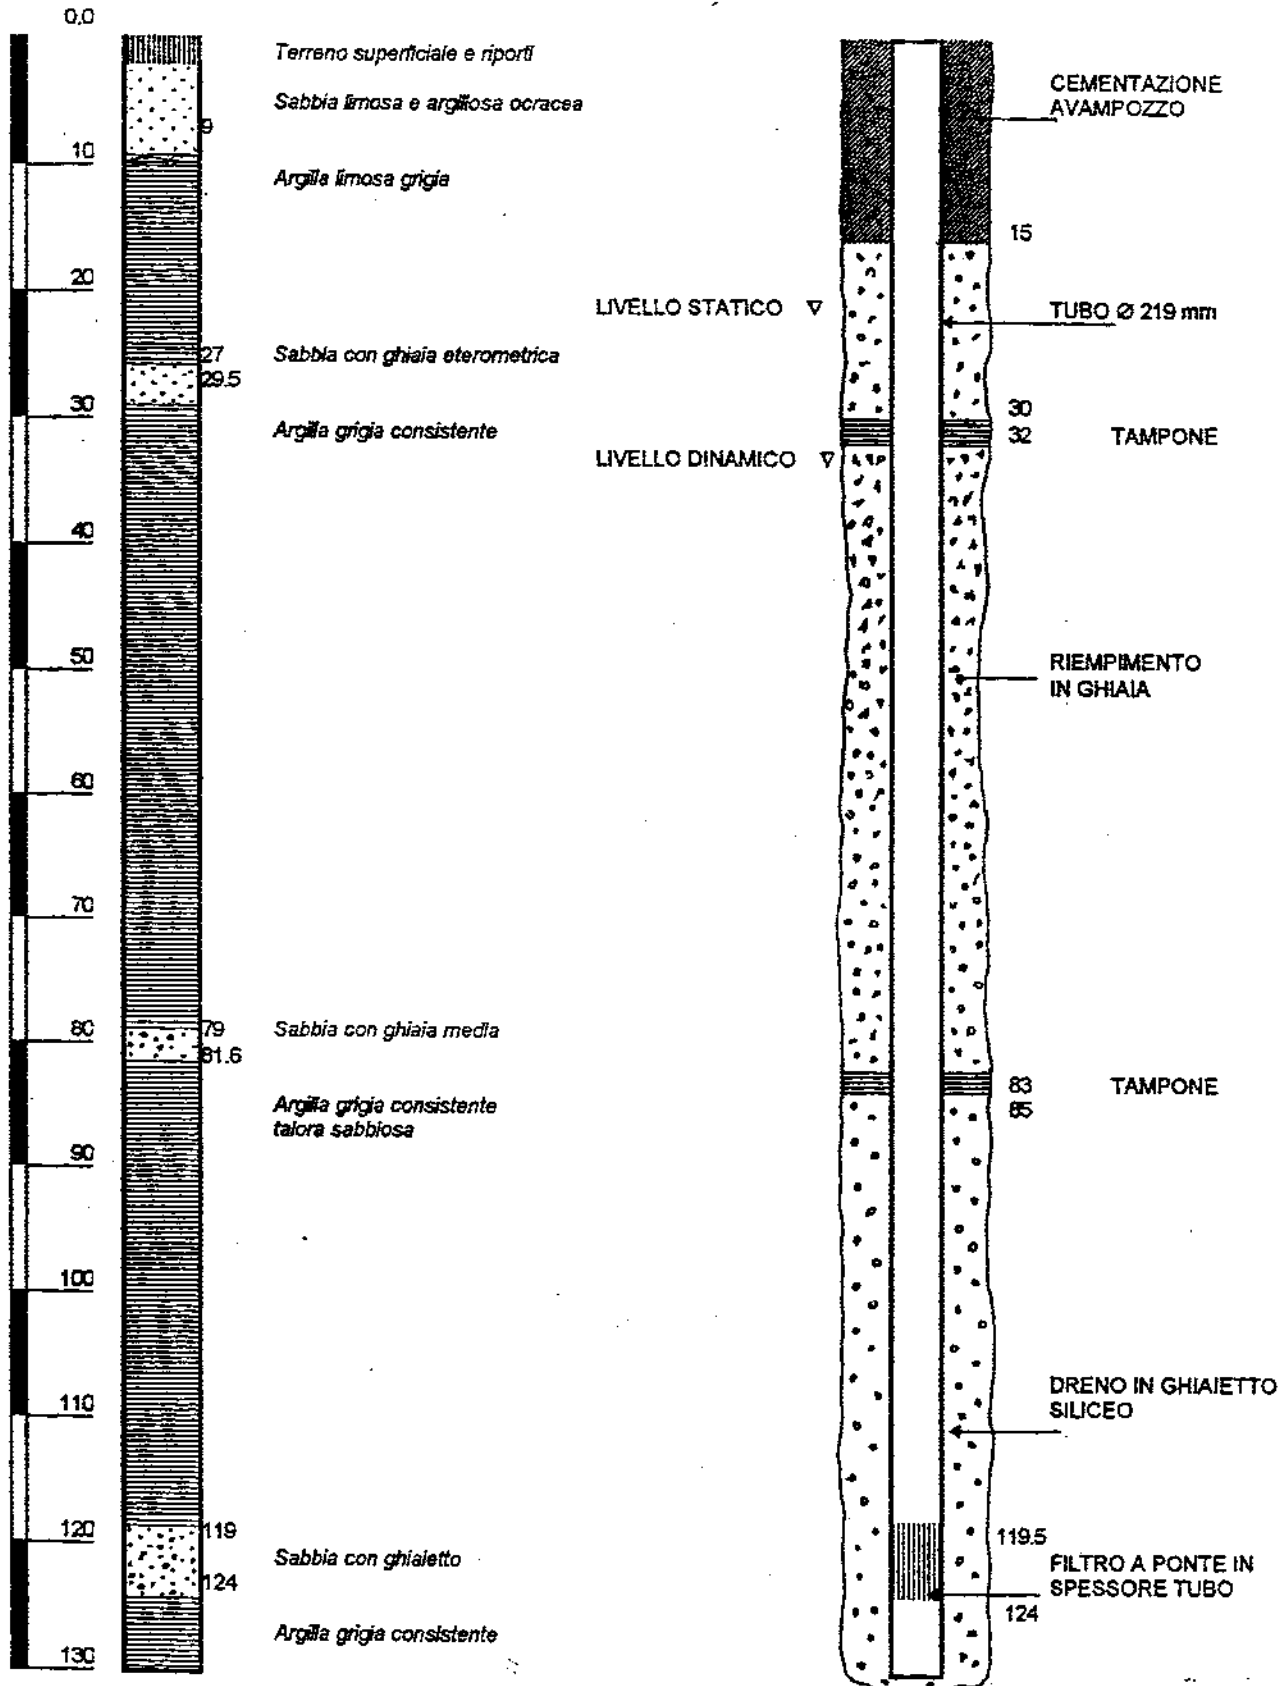 0,0
Terreno superficiale e riporti
Sabbia limosa e argillosa ocracea
9
10
Argilla limosa grigia
20
27
Sabbia con ghiaia eterometrica
29.5
30
Argilla grigia consistente
40
50
60
70
80
79
Sabbia con ghiaia media
81.6
Argilla grigia consistente
talora sabbiosa
90
100
110
120
119
Sabbia con ghiaietto
124
Argilla grigia consistente
130
LIVELLO STATICO
LIVELLO DINAMICO
CEMENTAZIONE
AVAMPOZZO
15
TUBO Ø 219 mm
30
32
TAMPONE
RIEMPIMENTO
IN GHIAIA
83
TAMPONE
85
DRENO IN GHIAIETTO
SILICEO
119.5
FILTRO A PONTE IN
SPESSORE TUBO
124